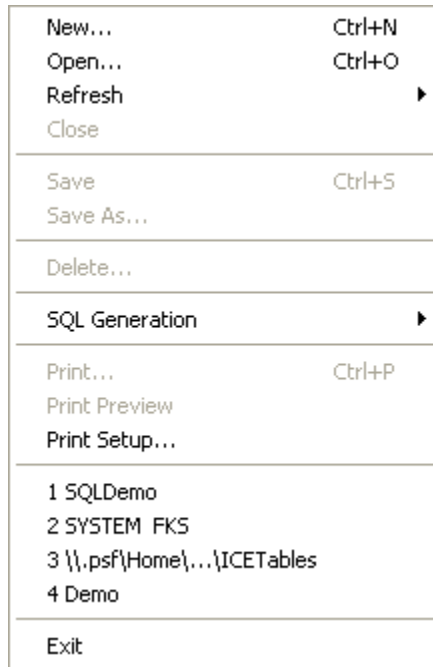 New... Ctrl+N
Open... Ctrl+O
Refresh
Close
Save Ctrl+S
Save As...
Delete...
SQL Generation
Print... Ctrl+P
Print Preview
Print Setup...
1 SQLDemo
2 SYSTEM FKS
3 \\.psf\Home\...\ICETables
4 Demo
Exit